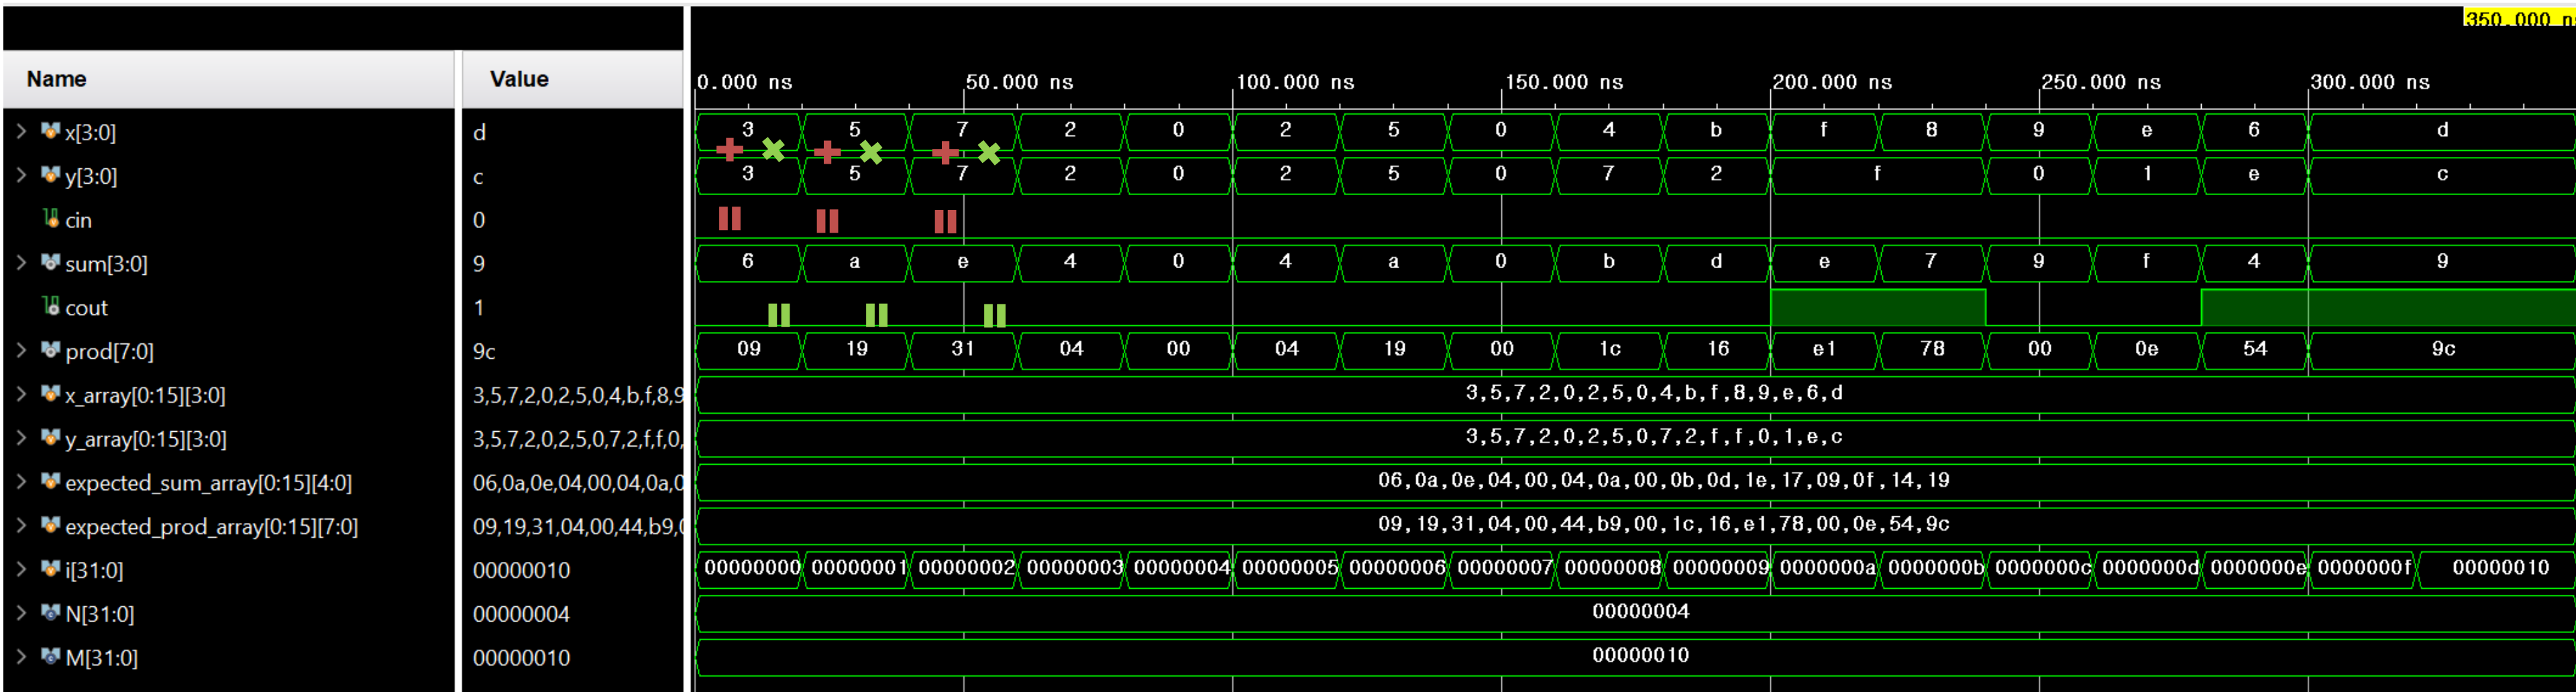 350.000 n
Name Value
0.000 ns 50.000 ns 100.000 ns 150.000 ns 200.000 ns 250.000 ns 300.000 ns
x[3:0] d 3 5 7 2 0 2 5 0 4 b f 8 9 e 6 d
y[3:0] c 3 5 7 2 0 2 5 0 7 2 f 0 1 e c
cin 0
sum[3:0] 9 6 a e 4 0 4 a 0 b d e 7 9 f 4 9
cout 1
prod[7:0] 9c 09 19 31 04 00 04 19 00 1c 16 e1 78 00 0e 54 9c
x_array[0:15][3:0] 3,5,7,2,0,2,5,0,4,b,f,8,9 3,5,7,2,0,2,5,0,4,b,f,8,9,e,6,d
y_array[0:15][3:0] 3,5,7,2,0,2,5,0,7,2,f,f,0, 3,5,7,2,0,2,5,0,7,2,f,f,0,1,e,c
expected_sum_array[0:15][4:0] 06,0a,0e,04,00,04,0a,0 06,0a,0e,04,00,04,0a,00,0b,0d,1e,17,09,0f,14,19
expected_prod_array[0:15][7:0] 09,19,31,04,00,44,b9,0 09,19,31,04,00,44,b9,00,1c,16,e1,78,00,0e,54,9c
i[31:0] 00000010 00000000 00000001 00000002 00000003 00000004 00000005 00000006 00000007 00000008 00000009 0000000a 0000000b 0000000c 0000000d 0000000e 0000000f 00000010
N[31:0] 00000004 00000004
M[31:0] 00000010 00000010